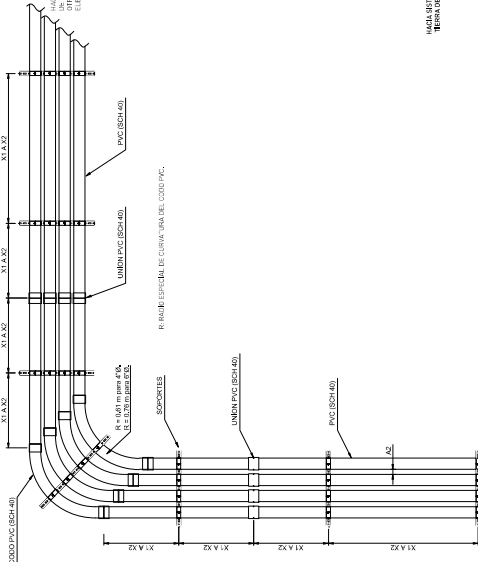 HACIA SIST
TIERRA DE
X1 A X2
X1 A X2
X1 A X2
X1 A X2
PVC (SCH 40)
UNIÓN PVC (SCH 40)
R: RADIO ESPECIAL DE CURVATURA DEL CODO PVC.
R = 0,61 m para 4"Ø.
R = 0,76 m para 6"Ø.
CODO PVC (SCH 40)
SOPORTES
UNIÓN PVC (SCH 40)
PVC (SCH 40)
A2
X1 A X2
X1 A X2
X1 A X2
X1 A X2